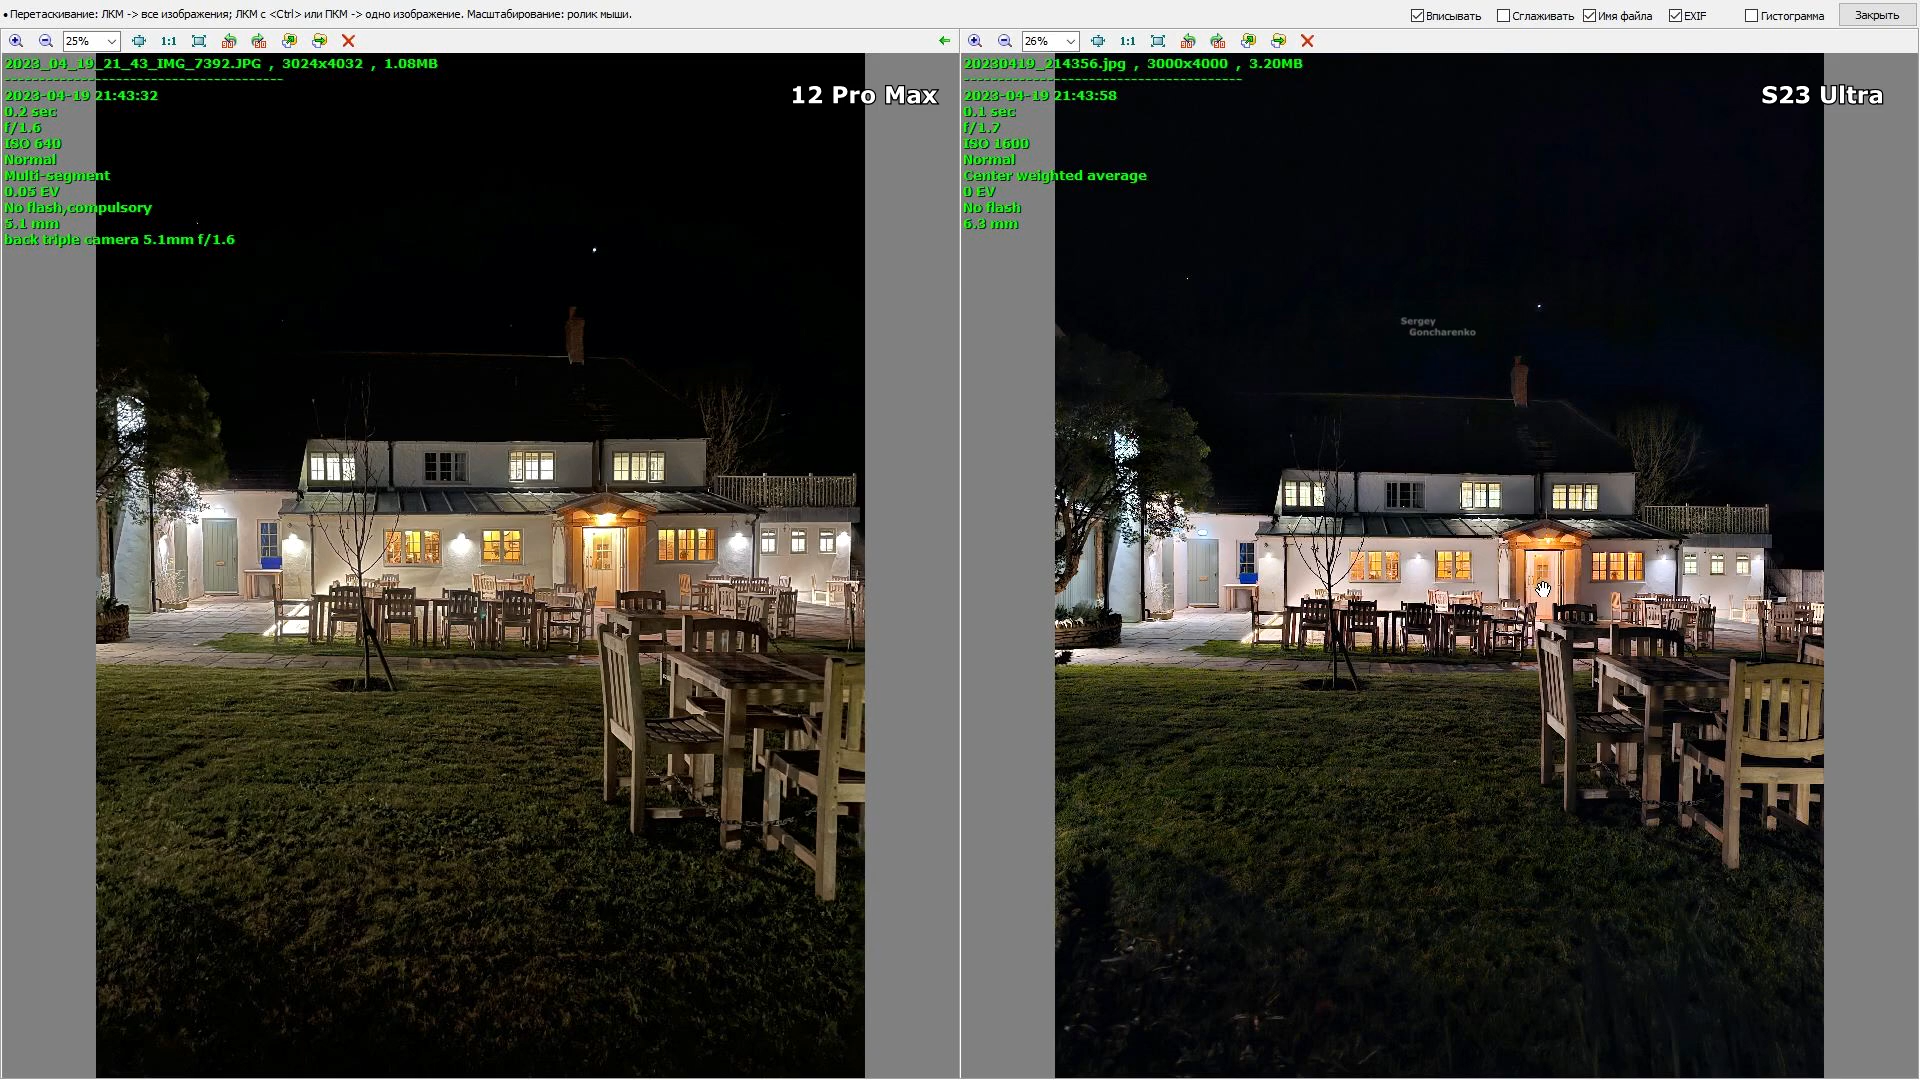 •Перетаскивание: ЛКМ -> все изображения; ЛКМ с <Ctrl> или ПКМ -> одно изображение. Масштабирование: ролик мыши.
Вписывать
Сглаживать
Имя файла
EXIF
Гистограмма
Закрыть
25%
1:1
26%
1:1
2023_04_19_21_43_IMG_7392.JPG , 3024x4032 , 1.08MB
2023-04-19 21:43:32
0.2 sec
f/1.6
ISO 640
Normal
Multi-segment
0.05 EV
No flash,compulsory
5.1 mm
back triple camera 5.1mm f/1.6
12 Pro Max
20230419_214356.jpg , 3000x4000 , 3.20MB
2023-04-19 21:43:58
0.1 sec
f/1.7
ISO 1600
Normal
Center weighted average
0 EV
No flash
6.3 mm
S23 Ultra
Sergey
Goncharenko